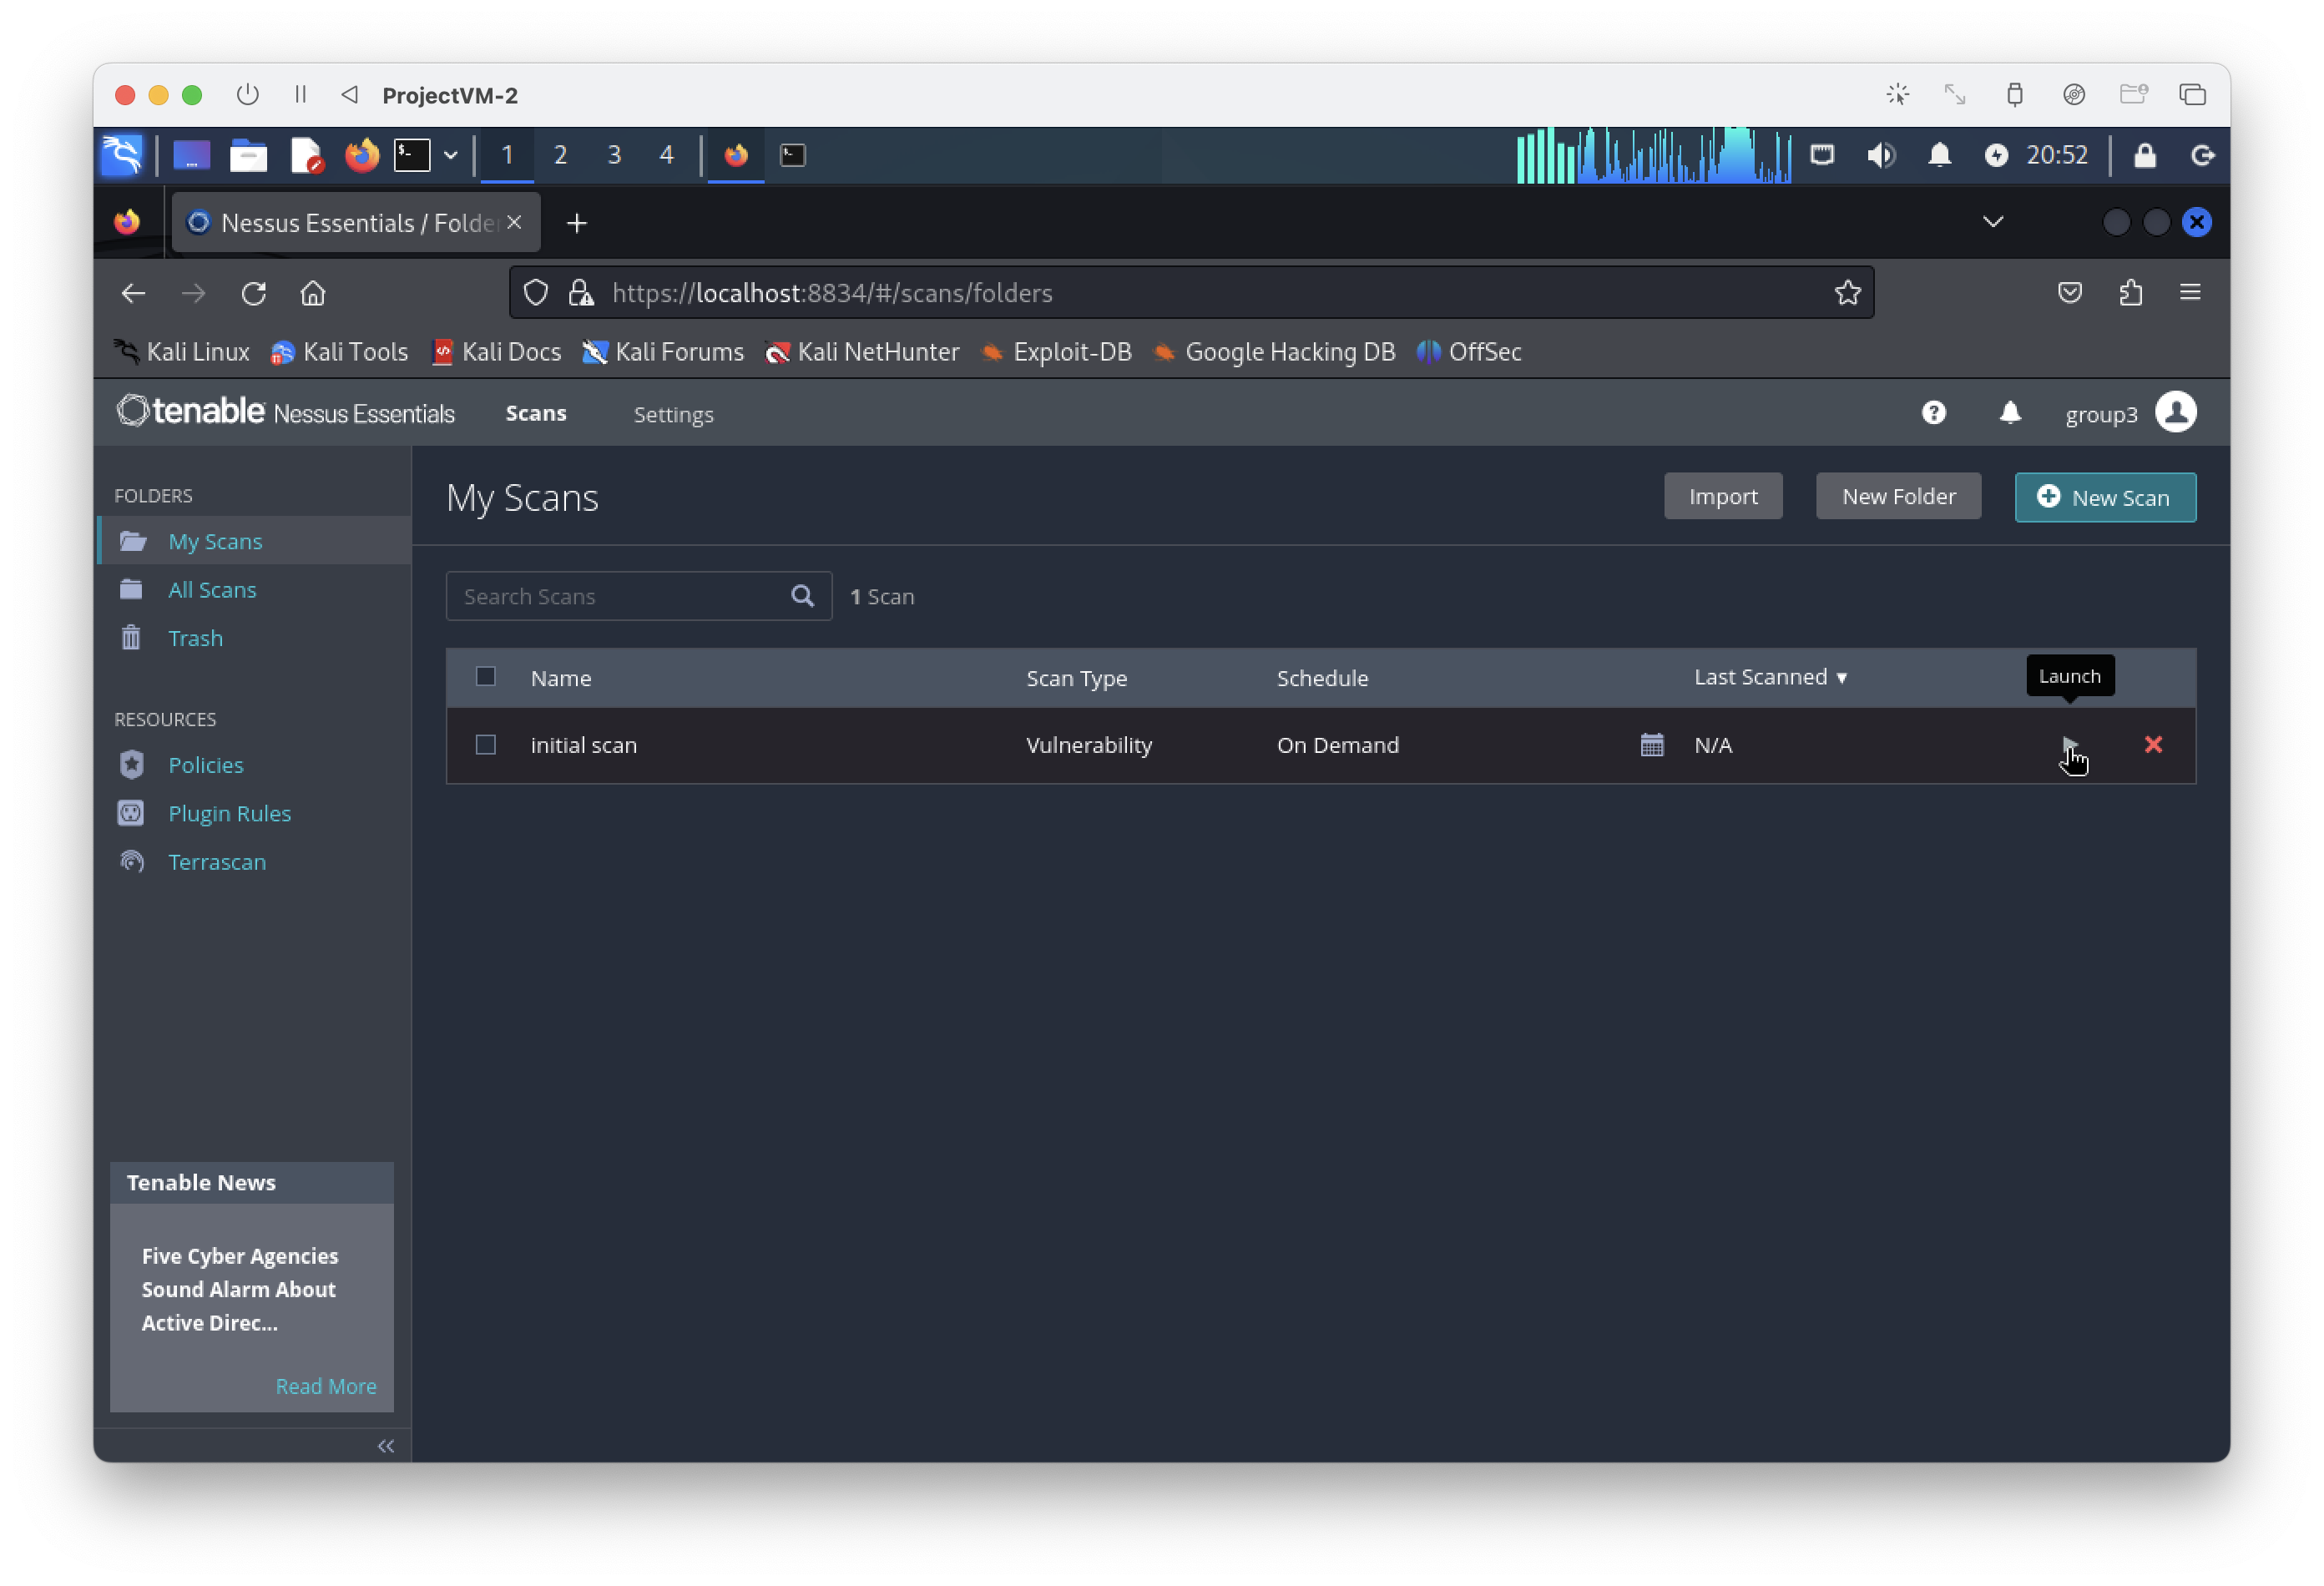 ProjectVM-2
1 2 3 4 20:52
Nessus Essentials / Folde
https://localhost:8834/#/scans/folders
Kali Linux Kali Tools Kali Docs Kali Forums Kali NetHunter Exploit-DB Google Hacking DB OffSec
tenable Nessus Essentials Scans Settings group3
FOLDERS
My Scans
All Scans
Trash
RESOURCES
Policies
Plugin Rules
Terrascan
Tenable News
Five Cyber Agencies
Sound Alarm About
Active Direc...
Read More
My Scans
Import New Folder New Scan
Search Scans 1 Scan
Name Scan Type Schedule Last Scanned ▼ Launch
initial scan Vulnerability On Demand N/A